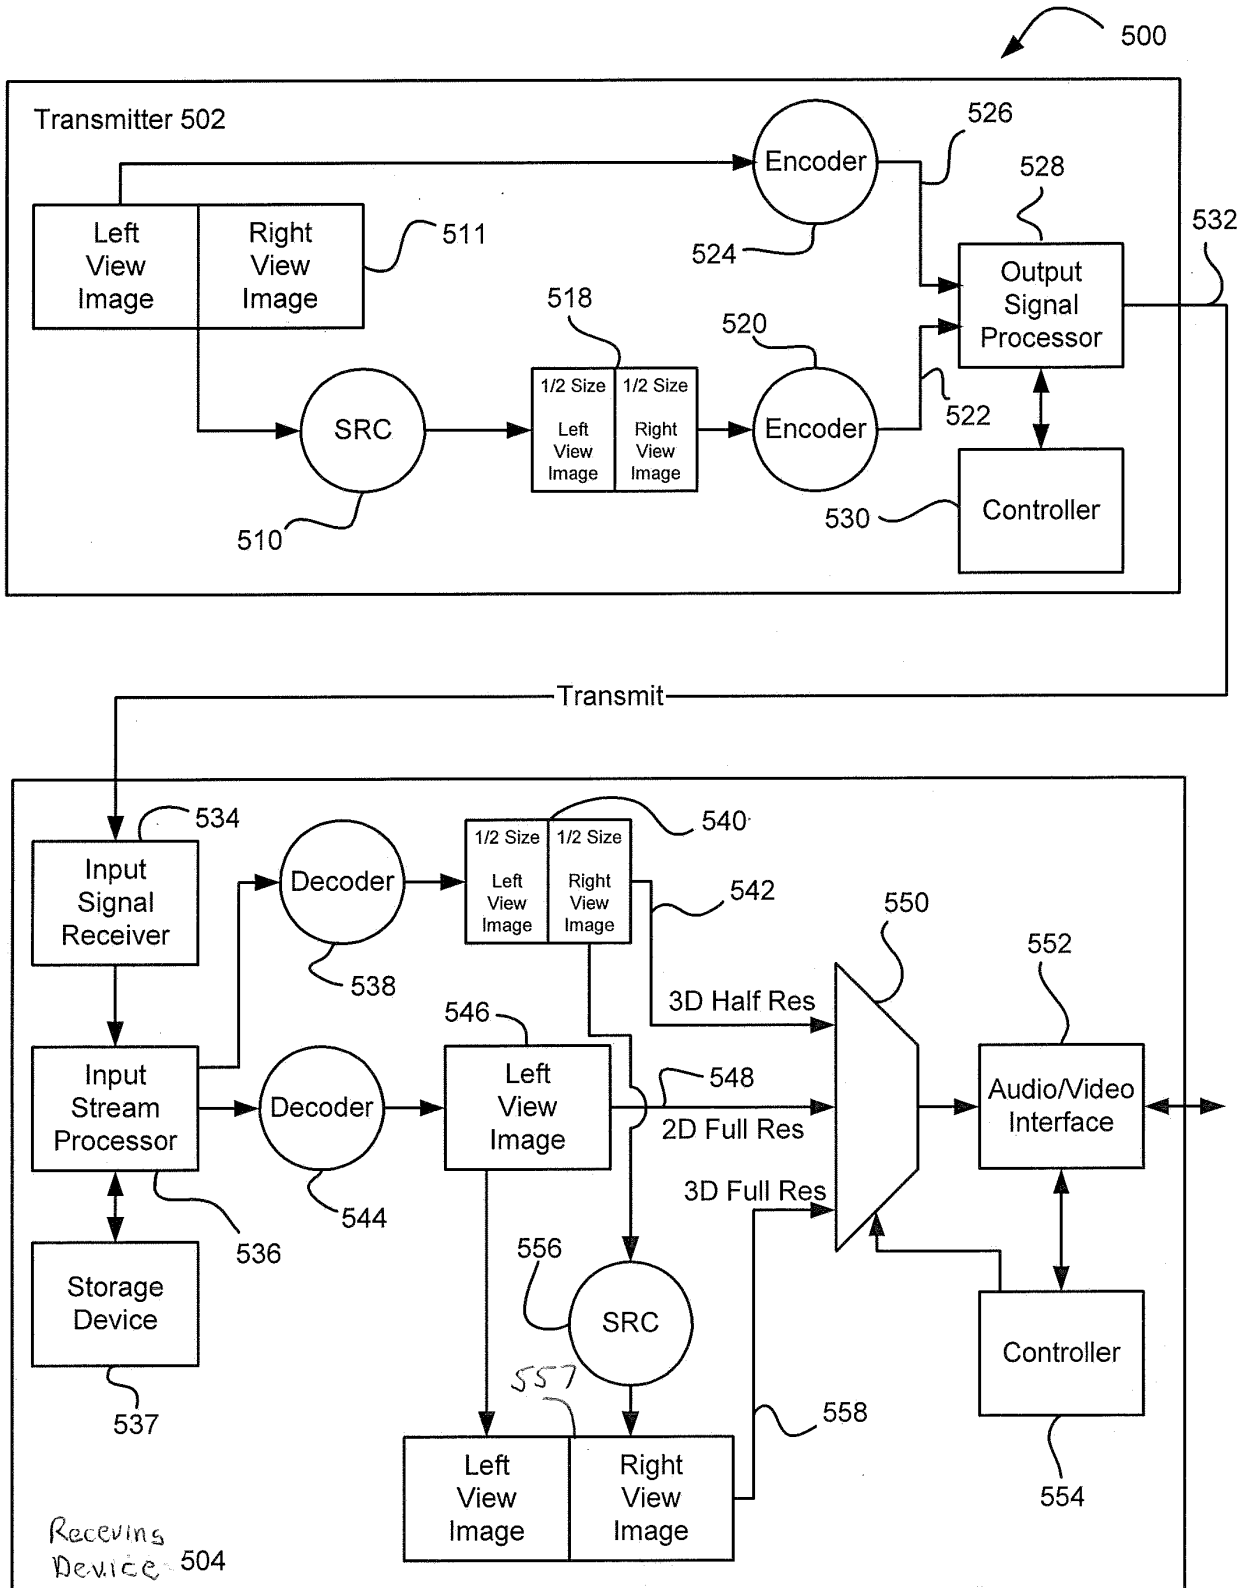 500
Transmitter 502
Encoder
526
528
532
Left
View
Image
Right
View
Image
511
524
Output
Signal
Processor
518
520
1/2 Size
Left
View
Image
1/2 Size
Right
View
Image
SRC
Encoder
522
510
530
Controller
Transmit
534
Input
Signal
Receiver
Decoder
538
1/2 Size
Left
View
Image
1/2 Size
Right
View
Image
540
542
550
552
3D Half Res
546
Input
Stream
Processor
Decoder
Left
View
Image
548
2D Full Res
Audio/Video
Interface
3D Full Res
536
544
556
Storage
Device
SRC
Controller
537
557
558
554
Left
View
Image
Right
View
Image
Receving
Device 504